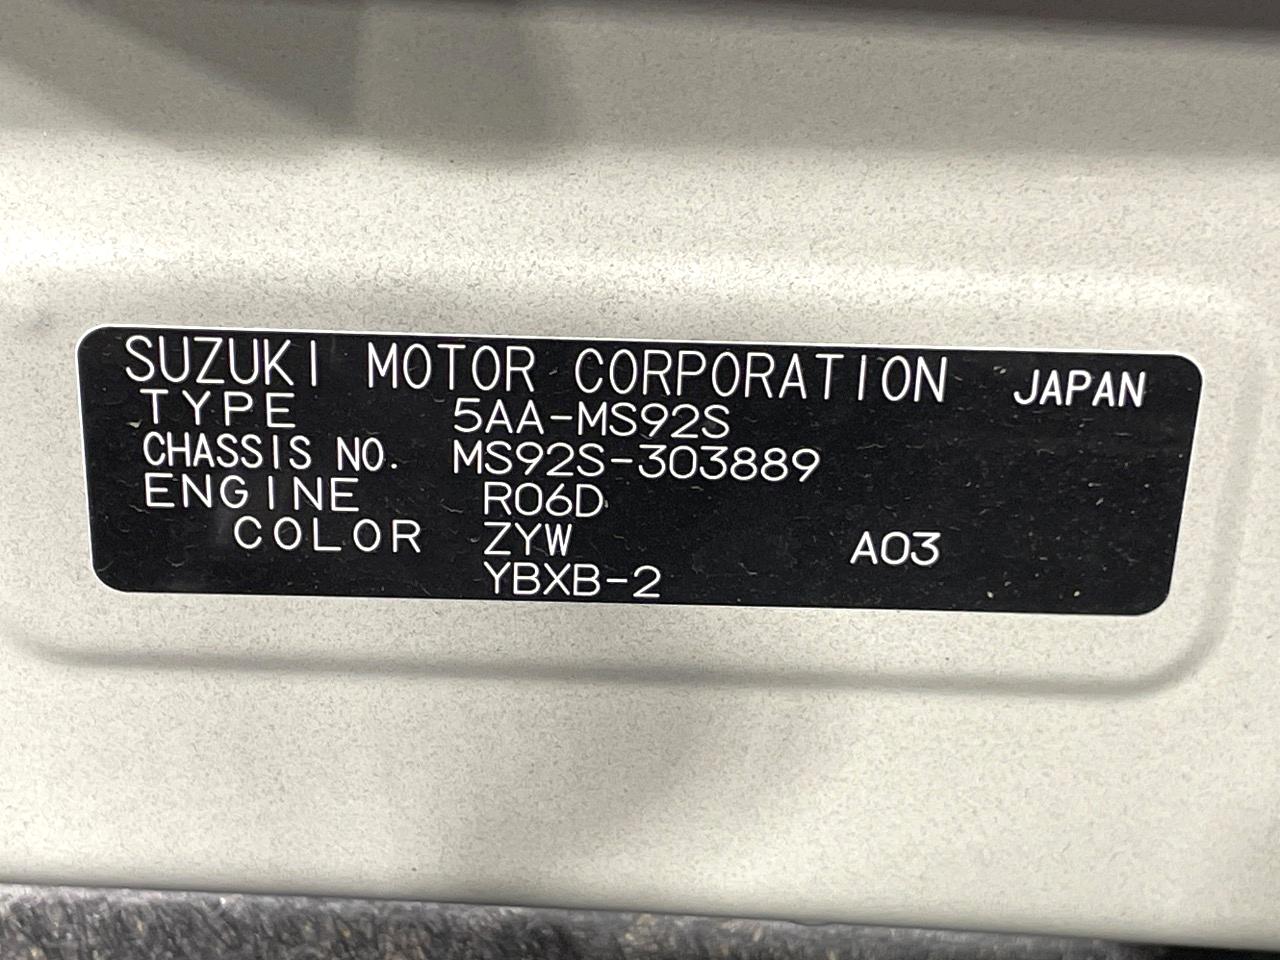 SUZUKI MOTOR CORPORATION JAPAN
TYPE 5AA-MS92S
CHASSIS NO. MS92S-303889
ENGINE R06D
COLOR ZYW A03
YBXB-2